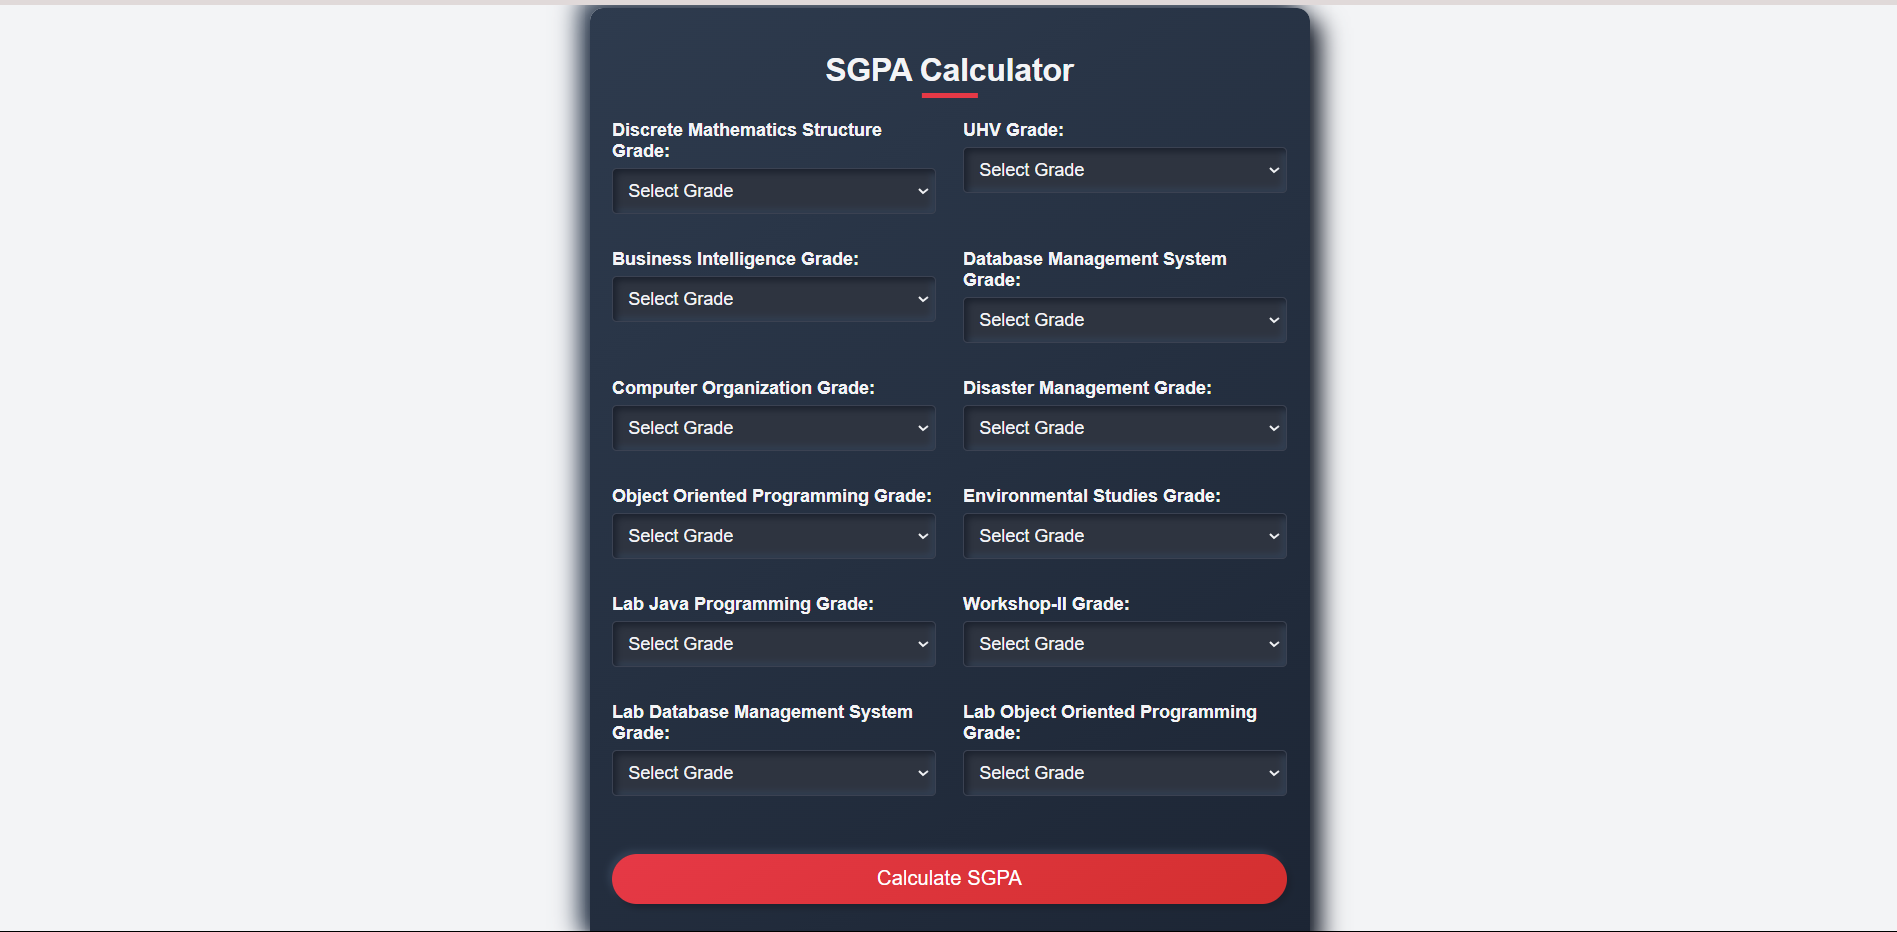 SGPA Calculator
Discrete Mathematics Structure
Grade:
Select Grade
UHV Grade:
Select Grade
Business Intelligence Grade:
Select Grade
Database Management System
Grade:
Select Grade
Computer Organization Grade:
Select Grade
Disaster Management Grade:
Select Grade
Object Oriented Programming Grade:
Select Grade
Environmental Studies Grade:
Select Grade
Lab Java Programming Grade:
Select Grade
Workshop-II Grade:
Select Grade
Lab Database Management System
Grade:
Select Grade
Lab Object Oriented Programming
Grade:
Select Grade
Calculate SGPA